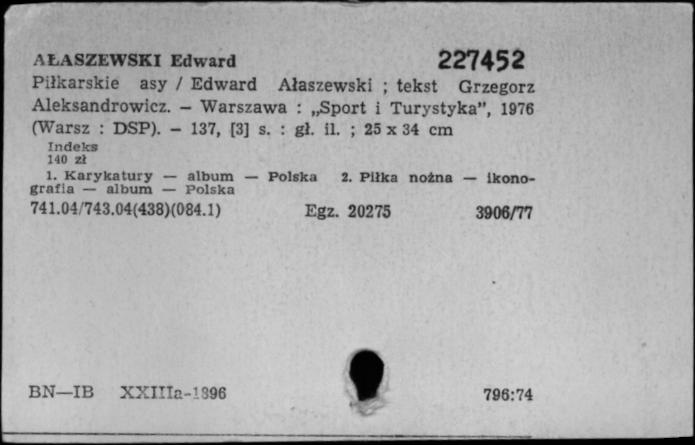 AŁASZEWSKI Edward 227452
Piłkarskie asy / Edward Ałaszewski ; tekst Grzegorz
Aleksandrowicz. — Warszawa : „Sport i Turystyka”, 1976
(Warsz : DSP). — 137, [3] s. : gł. il. ; 25 x 34 cm
Indeks
140 zł
1. Karykatury — album — Polska 2. Piłka nożna — ikono-
grafia — album — Polska
741.04/743.04(438)(084.1) Egz. 20275 3906/77
BN—IB XXIIIa-1896 796:74